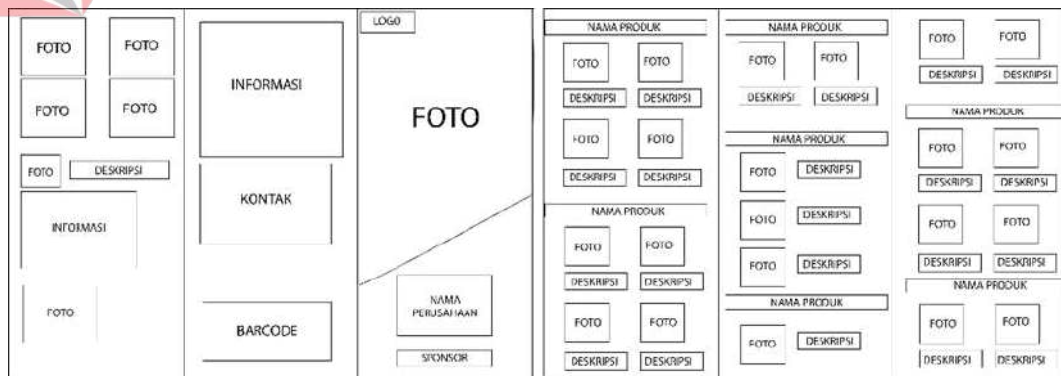 FOTO FOTO
FOTO FOTO
FOTO DESKRIPSI
INFORMASI
FOTO
INFORMASI
KONTAK
BARCODE
LOGO
FOTO
NAMA
PERUSAHAAN
SPONSOR
NAMA PRODUK
FOTO FOTO
DESKRIPSI DESKRIPSI
FOTO FOTO
DESKRIPSI DESKRIPSI
NAMA PRODUK
FOTO FOTO
DESKRIPSI DESKRIPSI
FOTO FOTO
DESKRIPSI DESKRIPSI
NAMA PRODUK
FOTO FOTO
DESKRIPSI DESKRIPSI
NAMA PRODUK
FOTO DESKRIPSI
FOTO DESKRIPSI
FOTO DESKRIPSI
NAMA PRODUK
FOTO DESKRIPSI
FOTO FOTO
DESKRIPSI DESKRIPSI
NAMA PRODUK
FOTO FOTO
DESKRIPSI DESKRIPSI
FOTO FOTO
DESKRIPSI DESKRIPSI
NAMA PRODUK
FOTO FOTO
DESKRIPSI DESKRIPSI